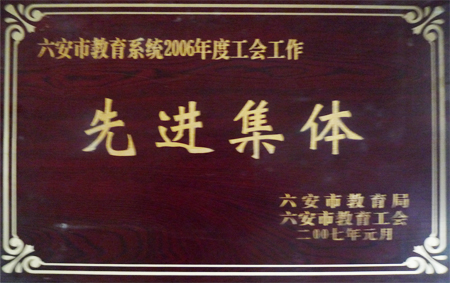 六安市教育系统2006年度工会工作
先进集体
六安市教育局
六安市教育工会
二00七年元月